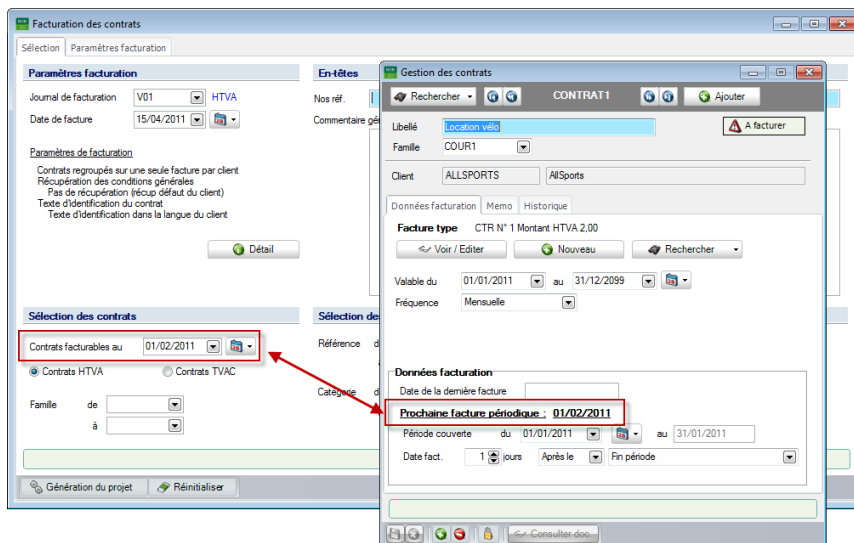 Facturation des contrats
Sélection Paramètres facturation
Paramètres facturation
Journal de facturation V01 HTVA
Date de facture 15/04/2011
Paramètres de facturation
Contrats regroupés sur une seule facture par client
Récupération des conditions générales
Pas de récupération (récup défaut du client)
Texte d'identification du contrat
Texte d'identification dans la langue du client
Détail
En-têtes
Nos réf.
Commentaire gé
Sélection des contrats
Contrats facturables au 01/02/2011
Contrats HTVA Contrats TVAC
Famille de
à
Sélection de
Référence d
Catégorie d
Génération du projet Réinitialiser
Gestion des contrats
Rechercher CONTRAT1 Ajouter
Libellé Location vélo A facturer
Famille COUR1
Client ALLSPORTS AllSports
Données facturation Memo Historique
Facture type CTR N° 1 Montant HTVA 2,00
Voir / Editer Nouveau Rechercher
Valable du 01/01/2011 au 31/12/2099
Fréquence Mensuelle
Données facturation
Date de la dernière facture
Prochaine facture périodique : 01/02/2011
Période couverte du 01/01/2011 au 31/01/2011
Date fact. 1 jours Après le Fin période
Consulter doc.